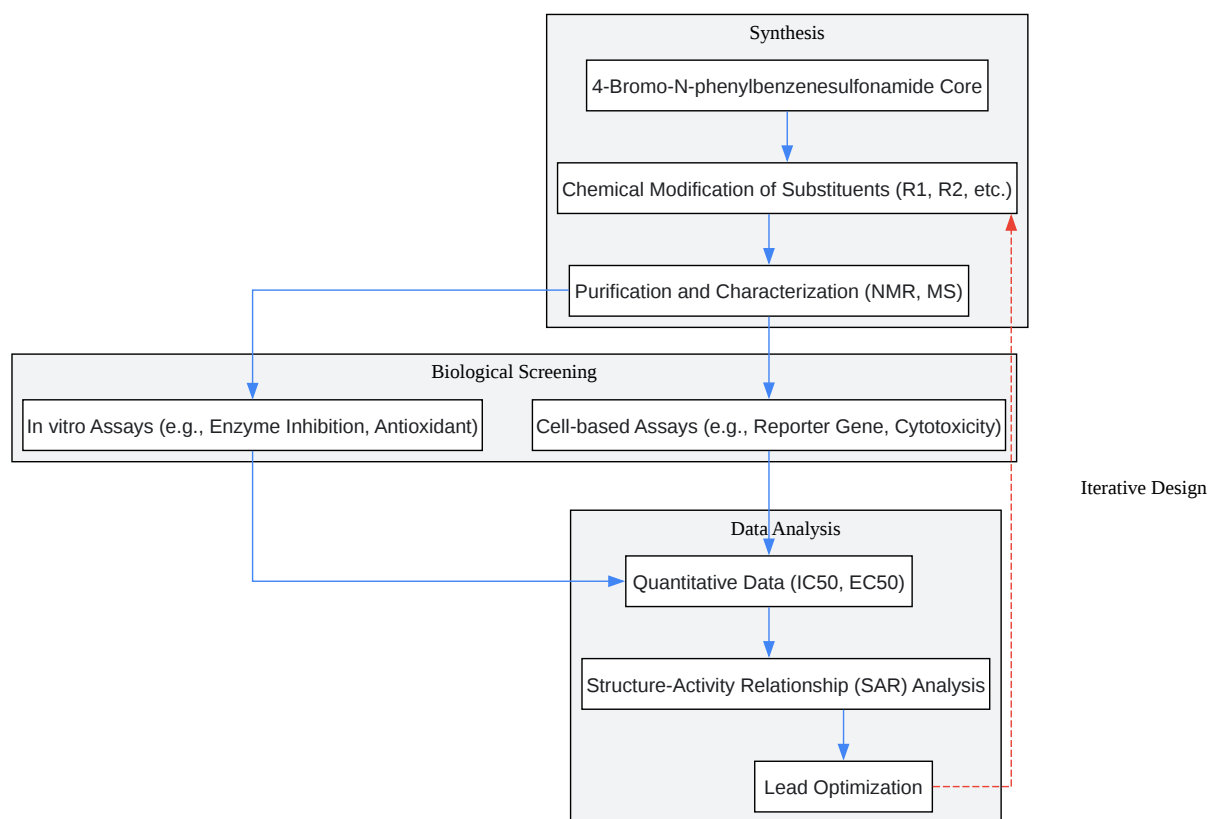 Synthesis
4-Bromo-N-phenylbenzenesulfonamide Core
Chemical Modification of Substituents (R1, R2, etc.)
Purification and Characterization (NMR, MS)
Biological Screening
In vitro Assays (e.g., Enzyme Inhibition, Antioxidant)
Cell-based Assays (e.g., Reporter Gene, Cytotoxicity)
Iterative Design
Data Analysis
Quantitative Data (IC50, EC50)
Structure-Activity Relationship (SAR) Analysis
Lead Optimization